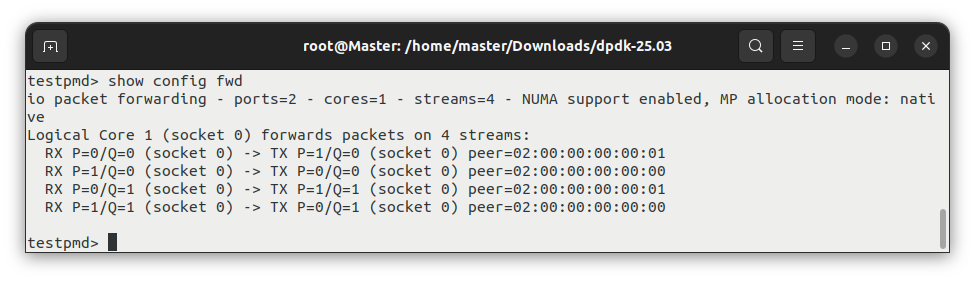 root@Master: /home/master/Downloads/dpdk-25.03
testpmd> show config fwd
io packet forwarding - ports=2 - cores=1 - streams=4 - NUMA support enabled, MP allocation mode: nati
ve
Logical Core 1 (socket 0) forwards packets on 4 streams:
  RX P=0/Q=0 (socket 0) -> TX P=1/Q=0 (socket 0) peer=02:00:00:00:00:01
  RX P=1/Q=0 (socket 0) -> TX P=0/Q=0 (socket 0) peer=02:00:00:00:00:00
  RX P=0/Q=1 (socket 0) -> TX P=1/Q=1 (socket 0) peer=02:00:00:00:00:01
  RX P=1/Q=1 (socket 0) -> TX P=0/Q=1 (socket 0) peer=02:00:00:00:00:00
testpmd>